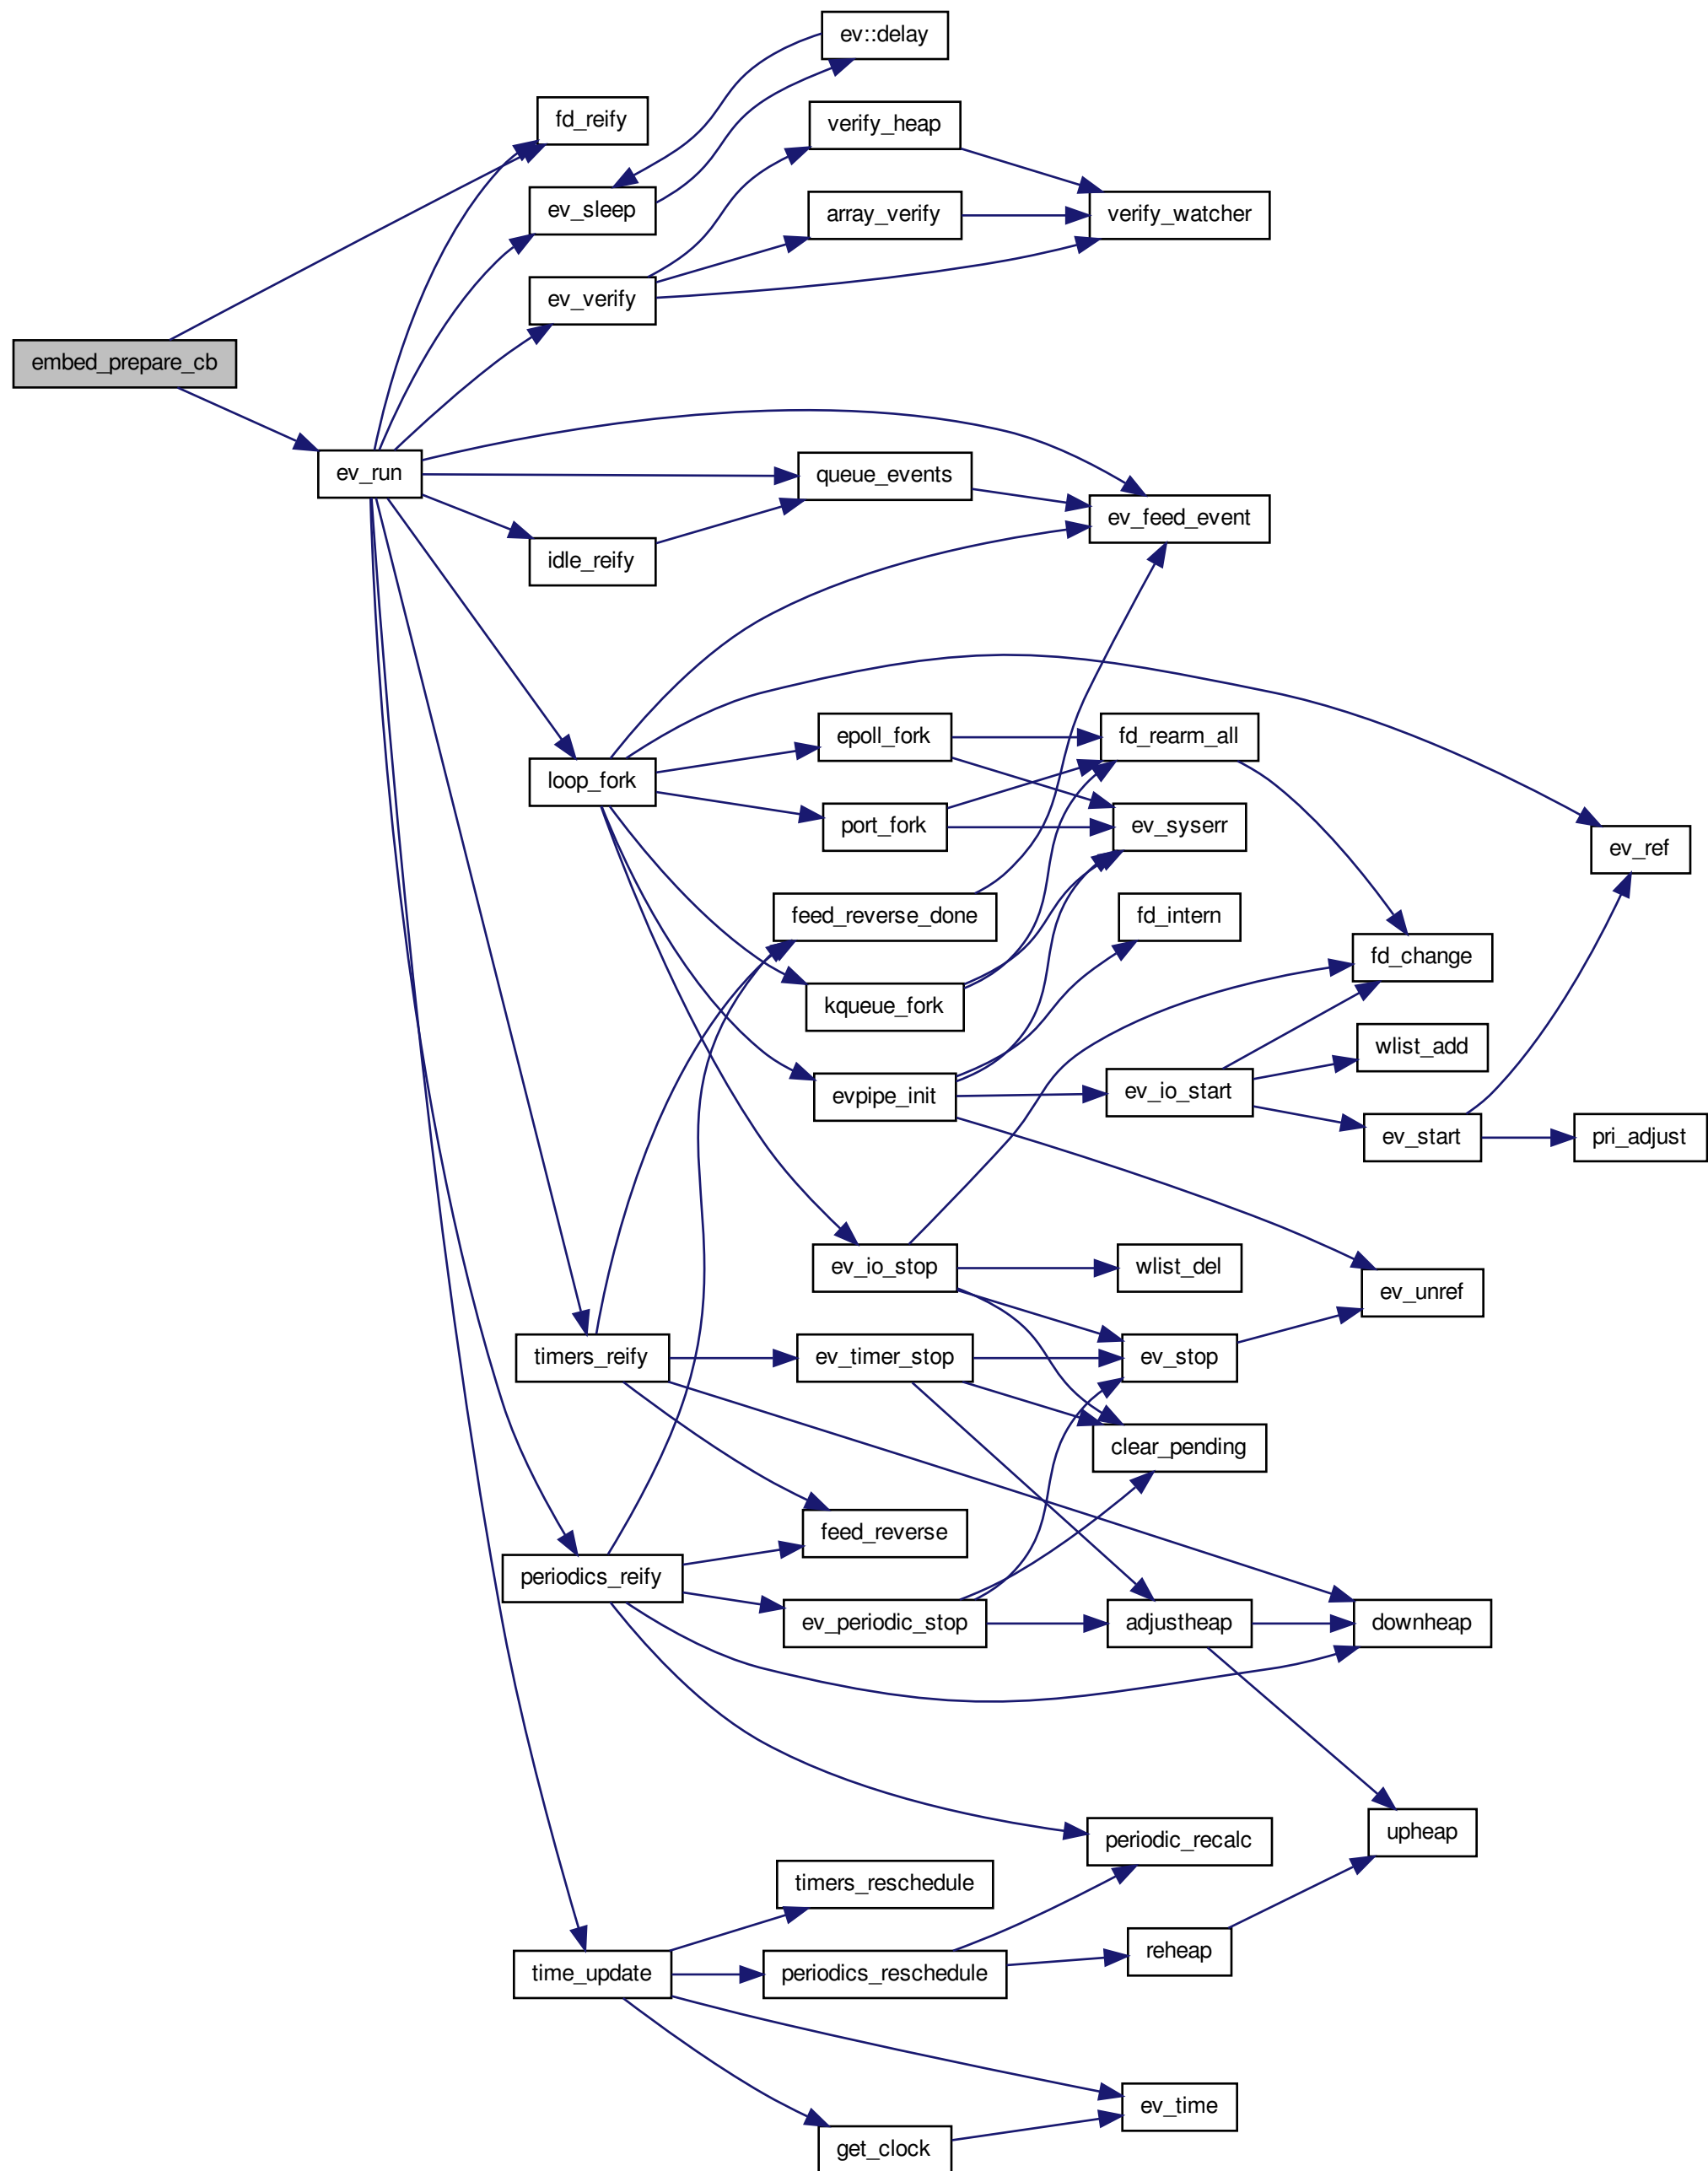 ev::delay
fd_reify
verify_heap
ev_sleep
array_verify
verify_watcher
ev_verify
embed_prepare_cb
ev_run
queue_events
ev_feed_event
idle_reify
epoll_fork
fd_rearm_all
loop_fork
port_fork
ev_syserr
ev_ref
feed_reverse_done
fd_intern
fd_change
kqueue_fork
wlist_add
evpipe_init
ev_io_start
ev_start
pri_adjust
ev_io_stop
wlist_del
ev_unref
timers_reify
ev_timer_stop
ev_stop
clear_pending
feed_reverse
periodics_reify
ev_periodic_stop
adjustheap
downheap
periodic_recalc
upheap
timers_reschedule
reheap
time_update
periodics_reschedule
ev_time
get_clock